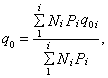 q_0 = \frac{\sum_{1}^{i} N_i P_i q_{0i}}{\sum_{1}^{i} N_i P_i},